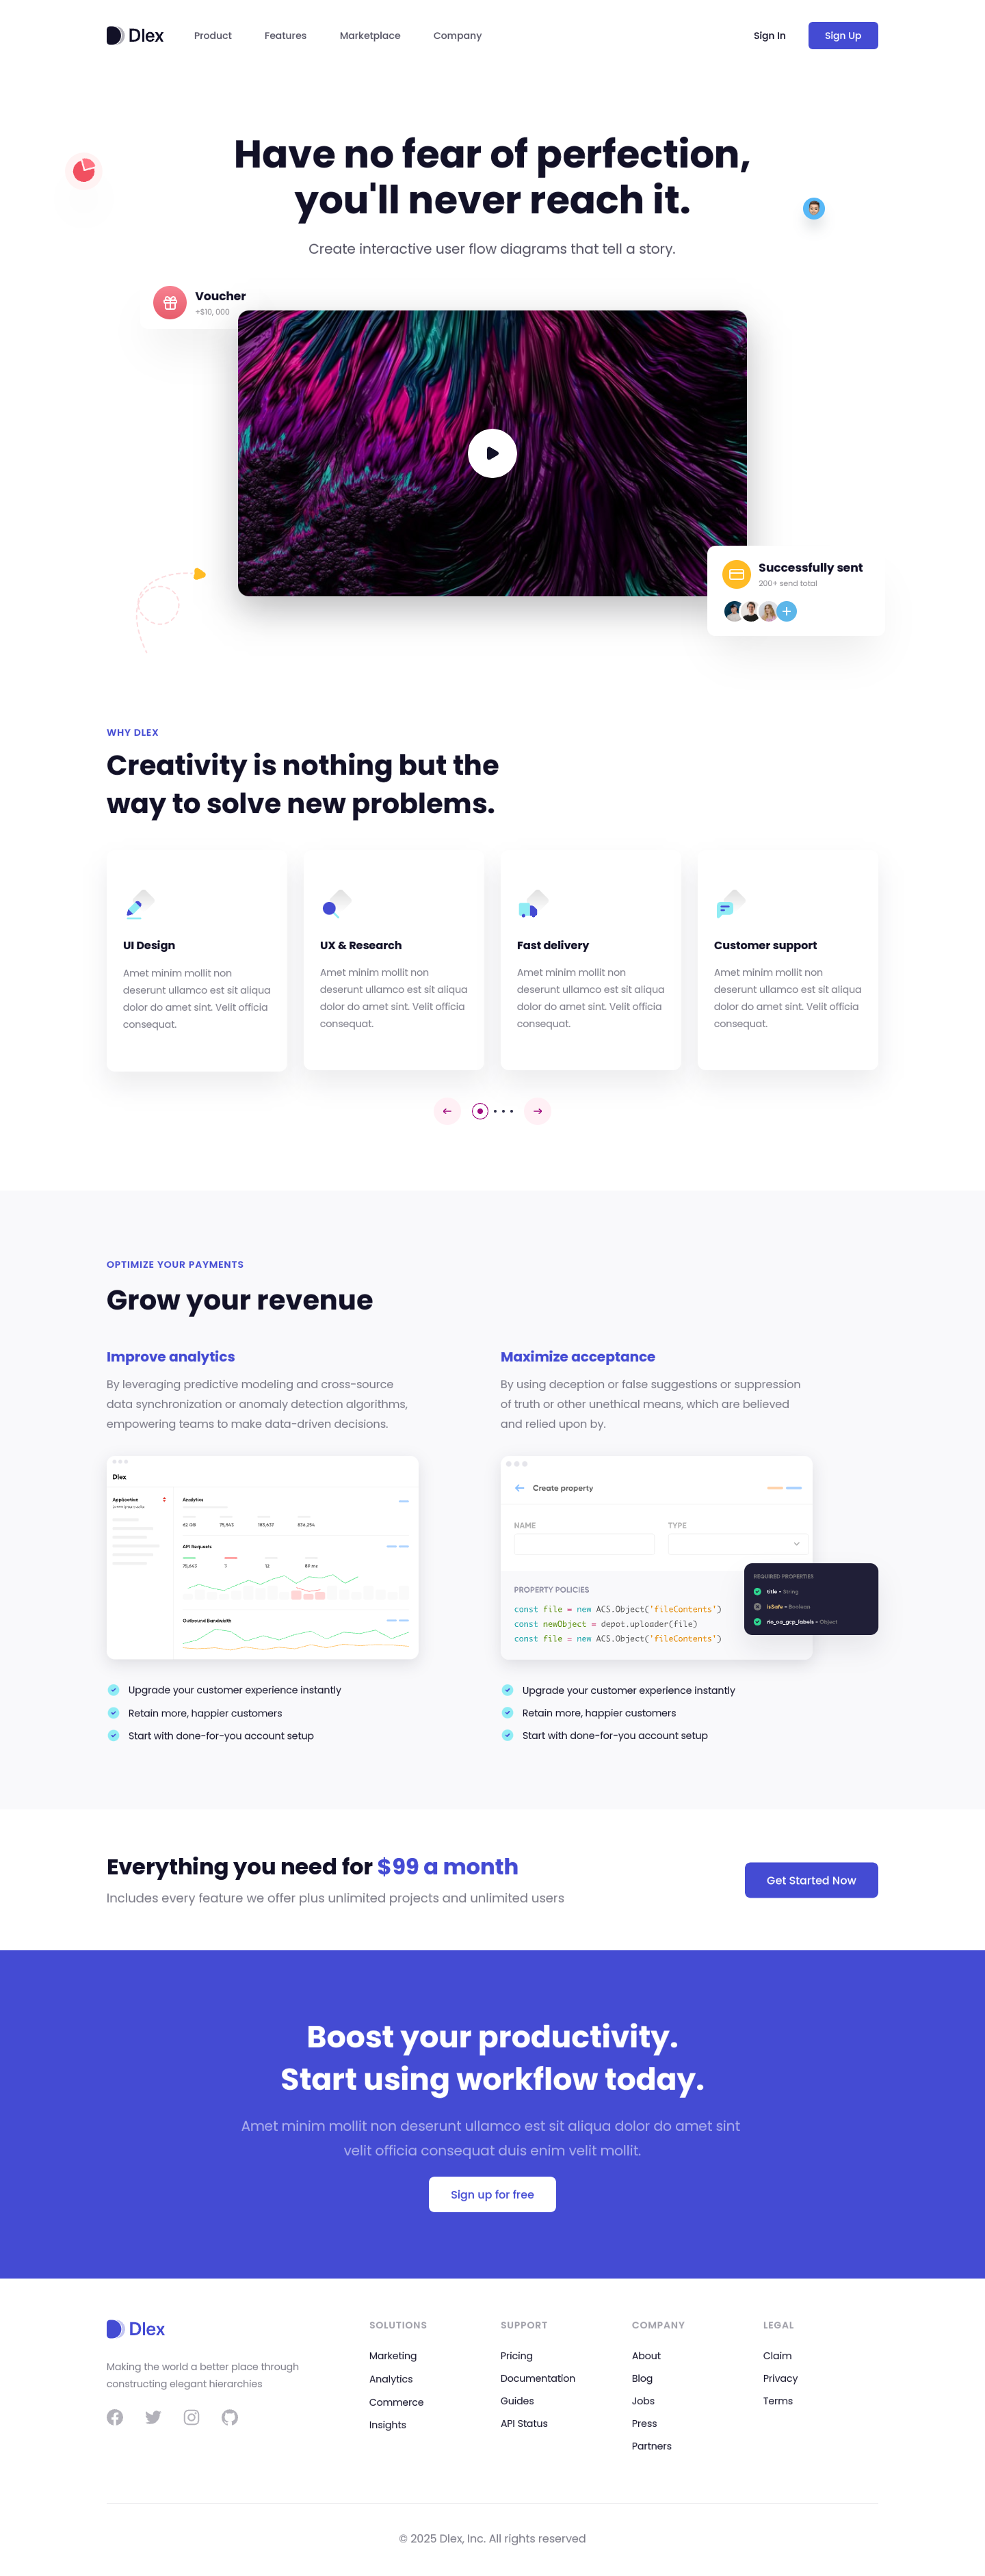 Dlex
Product
Features
Marketplace
Company
Sign In
Sign Up
Have no fear of perfection,
you'll never reach it.
Create interactive user flow diagrams that tell a story.
Voucher
+$10, 000
Successfully sent
200+ send total
WHY DLEX
Creativity is nothing but the
way to solve new problems.
UI Design
Amet minim mollit non
deserunt ullamco est sit aliqua
dolor do amet sint. Velit officia
consequat.
UX & Research
Amet minim mollit non
deserunt ullamco est sit aliqua
dolor do amet sint. Velit officia
consequat.
Fast delivery
Amet minim mollit non
deserunt ullamco est sit aliqua
dolor do amet sint. Velit officia
consequat.
Customer support
Amet minim mollit non
deserunt ullamco est sit aliqua
dolor do amet sint. Velit officia
consequat.
OPTIMIZE YOUR PAYMENTS
Grow your revenue
Improve analytics
By leveraging predictive modeling and cross-source
data synchronization or anomaly detection algorithms,
empowering teams to make data-driven decisions.
Dlex
Application
Analytics
API Requests
12
Outbound Bandwidth
Upgrade your customer experience instantly
Retain more, happier customers
Start with done-for-you account setup
Maximize acceptance
By using deception or false suggestions or suppression
of truth or other unethical means, which are believed
and relied upon by.
Create property
NAME
TYPE
PROPERTY POLICIES
const file = new ACS.Object('fileContents')
const newObject = depot.uploader(file)
const file = new ACS.Object('fileContents')
REQUIRED PROPERTIES
title - String
isSafe - Boolean
rio_oa_gcp_labels - Object
Upgrade your customer experience instantly
Retain more, happier customers
Start with done-for-you account setup
Everything you need for $99 a month
Includes every feature we offer plus unlimited projects and unlimited users
Get Started Now
Boost your productivity.
Start using workflow today.
Amet minim mollit non deserunt ullamco est sit aliqua dolor do amet sint
velit officia consequat duis enim velit mollit.
Sign up for free
Dlex
Making the world a better place through
constructing elegant hierarchies
SOLUTIONS
Marketing
Analytics
Commerce
Insights
SUPPORT
Pricing
Documentation
Guides
API Status
COMPANY
About
Blog
Jobs
Press
Partners
LEGAL
Claim
Privacy
Terms
© 2025 Dlex, Inc. All rights reserved